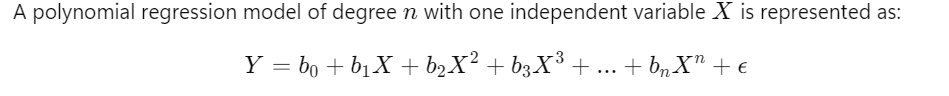 A polynomial regression model of degree n with one independent variable X is represented as:
Y = b₀ + b₁X + b₂X² + b₃X³ + ... + bₙXⁿ + ϵ